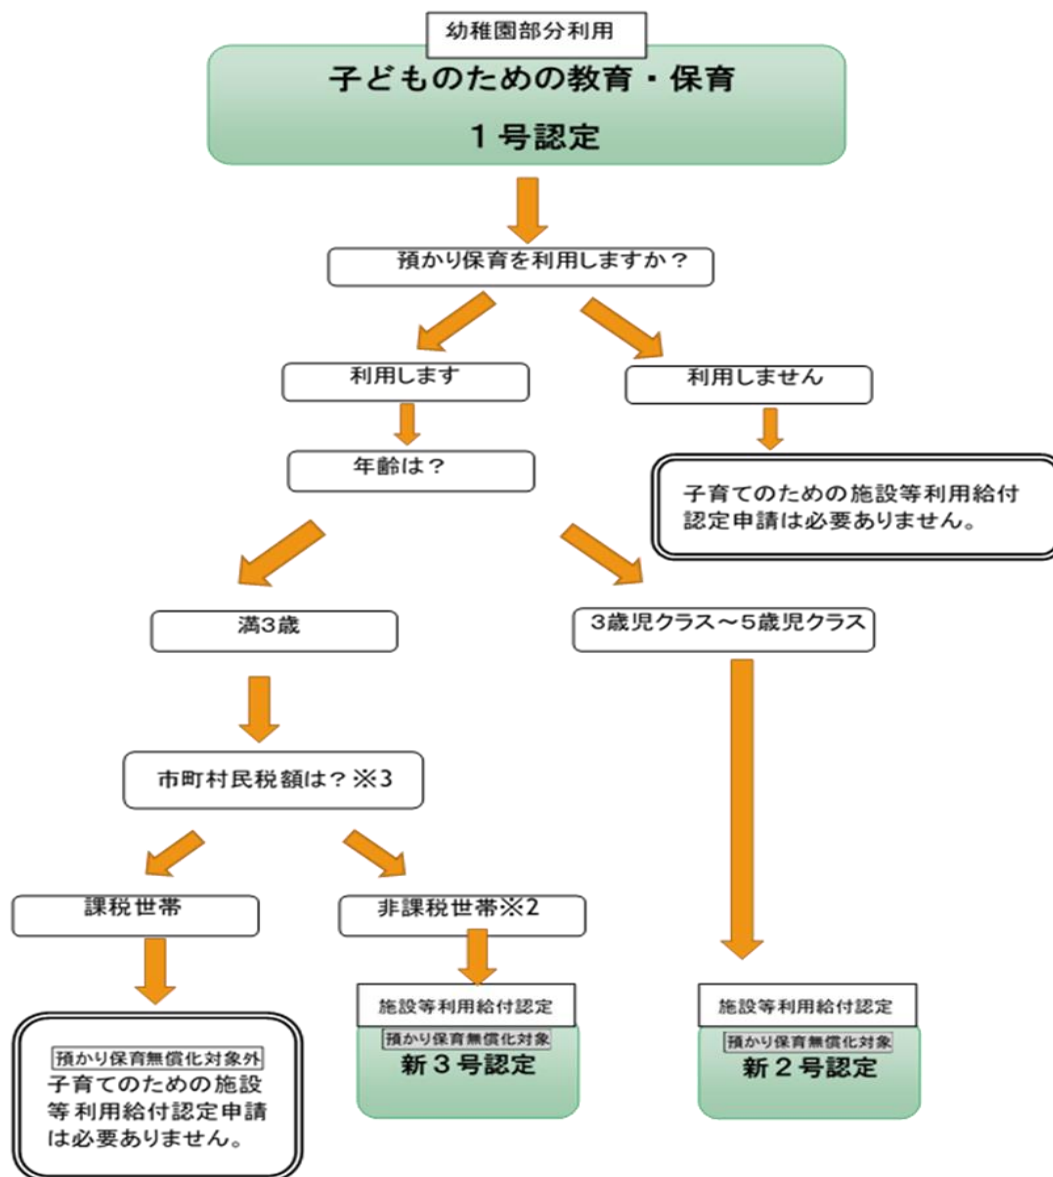 幼稚園部分利用
子どものための教育・保育
1号認定
預かり保育を利用しますか？
利用します
利用しません
年齢は？
子育てのための施設等利用給付
認定申請は必要ありません。
満3歳
3歳児クラス～5歳児クラス
市町村民税額は？※3
課税世帯
非課税世帯※2
施設等利用給付認定
預かり保育無償化対象
新3号認定
施設等利用給付認定
預かり保育無償化対象
新2号認定
預かり保育無償化対象外
子育てのための施設
等利用給付認定申請
は必要ありません。